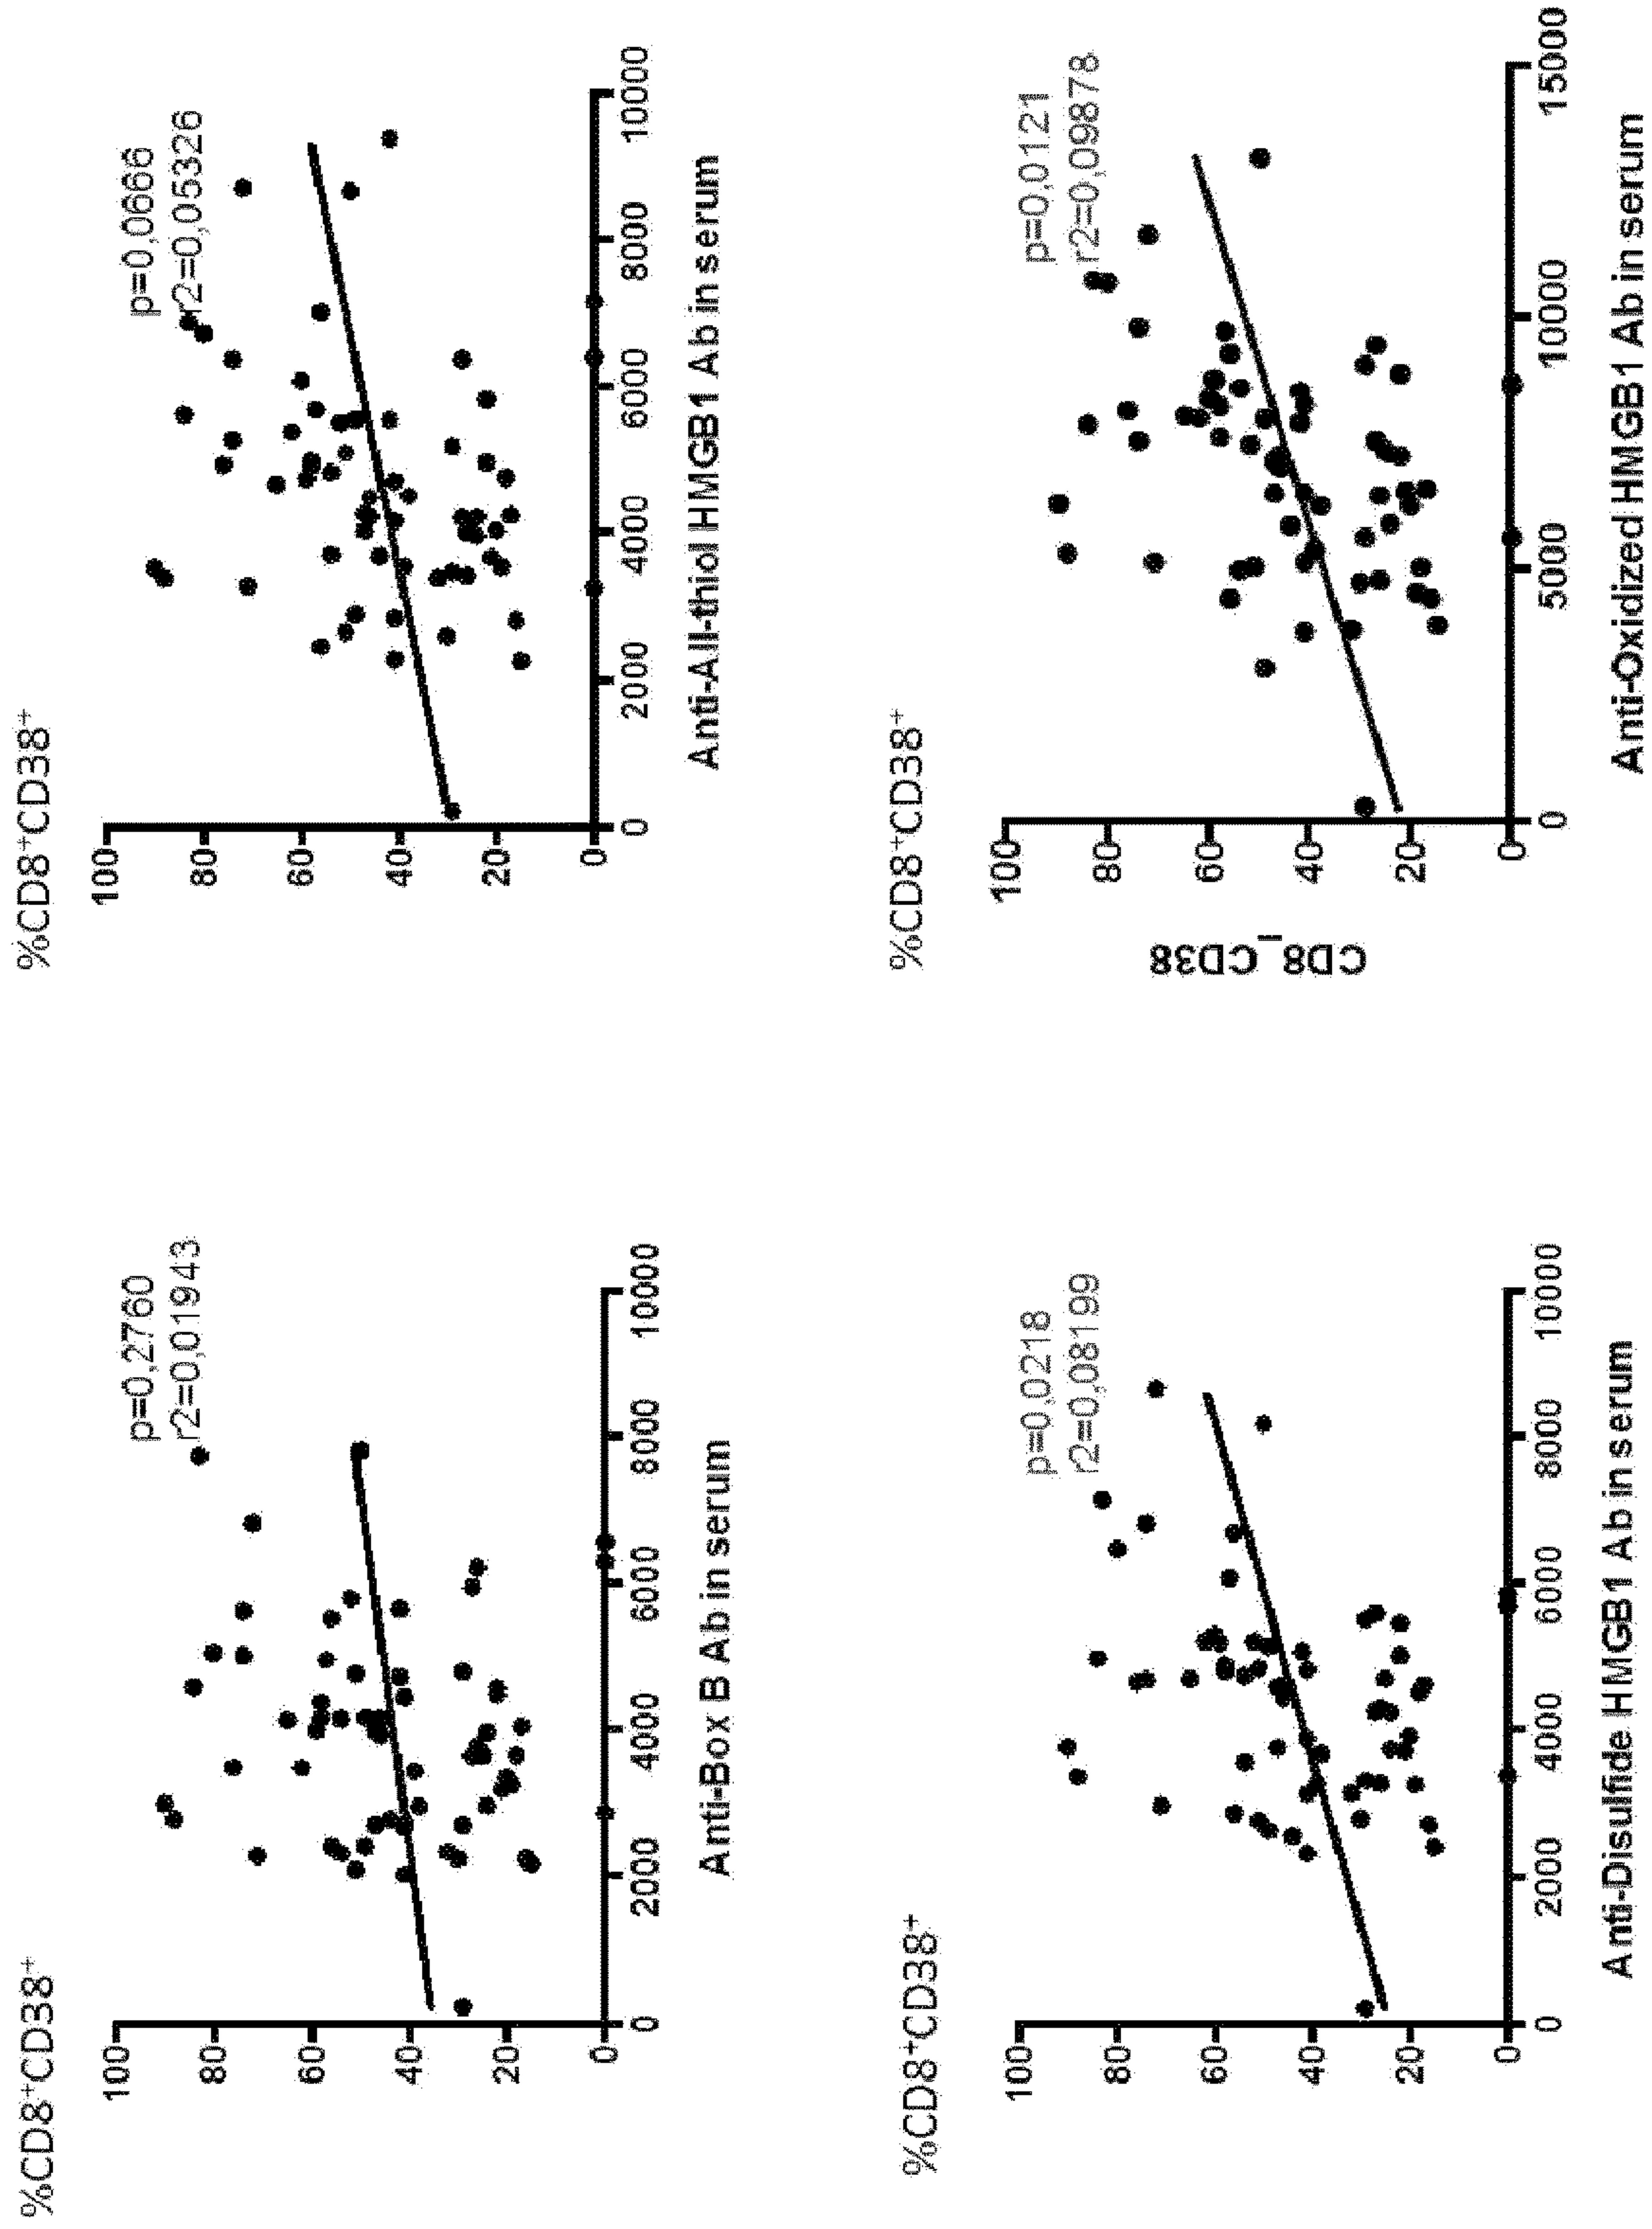 %CD8⁺CD38⁺
p=0,2760
r2=0,01943
100
80
60
40
20
0
0 2000 4000 6000 8000 10000
Anti-Box B Ab in serum
%CD8⁺CD38⁺
p=0,0666
r2=0,05326
100
80
60
40
20
0
0 2000 4000 6000 8000 10000
Anti-All-thiol HMGB1 Ab in serum
%CD8⁺CD38⁺
p=0,0218
r2=0,08199
100
80
60
40
20
0
0 2000 4000 6000 8000 10000
Anti-Disulfide HMGB1 Ab in serum
%CD8⁺CD38⁺
p=0,0121
r2=0,09878
CD8_CD38
100
80
60
40
20
0
0 5000 10000 15000
Anti-Oxidized HMGB1 Ab in serum